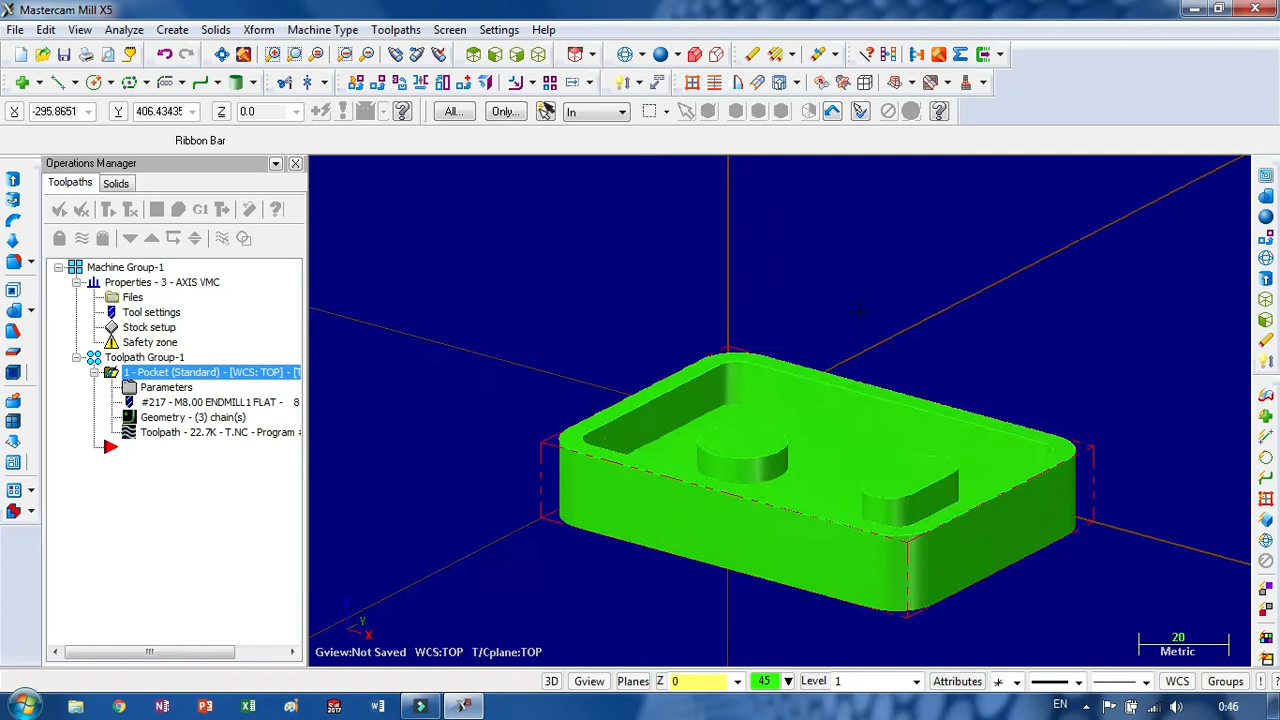 Mastercam Mill X5
File Edit View Analyze Create Solids Xform Machine Type Toolpaths Screen Settings Help
X -295.8651 Y 406.43435 Z 0.0 All... Only... In
Ribbon Bar
Operations Manager
Toolpaths Solids
G1
Machine Group-1
Properties - 3 - AXIS VMC
Files
Tool settings
Stock setup
Safety zone
Toolpath Group-1
1 - Pocket (Standard) - [WCS: TOP] - [T
Parameters
#217 - M8.00 ENDMILL1 FLAT - 8
Geometry - (3) chain(s)
Toolpath - 22.7K - T.NC - Program #
Z
Y
X
20
Metric
Gview:Not Saved WCS:TOP T/Cplane:TOP
3D Gview Planes Z 0 45 Level 1 Attributes WCS Groups ! ?
EN 0:46